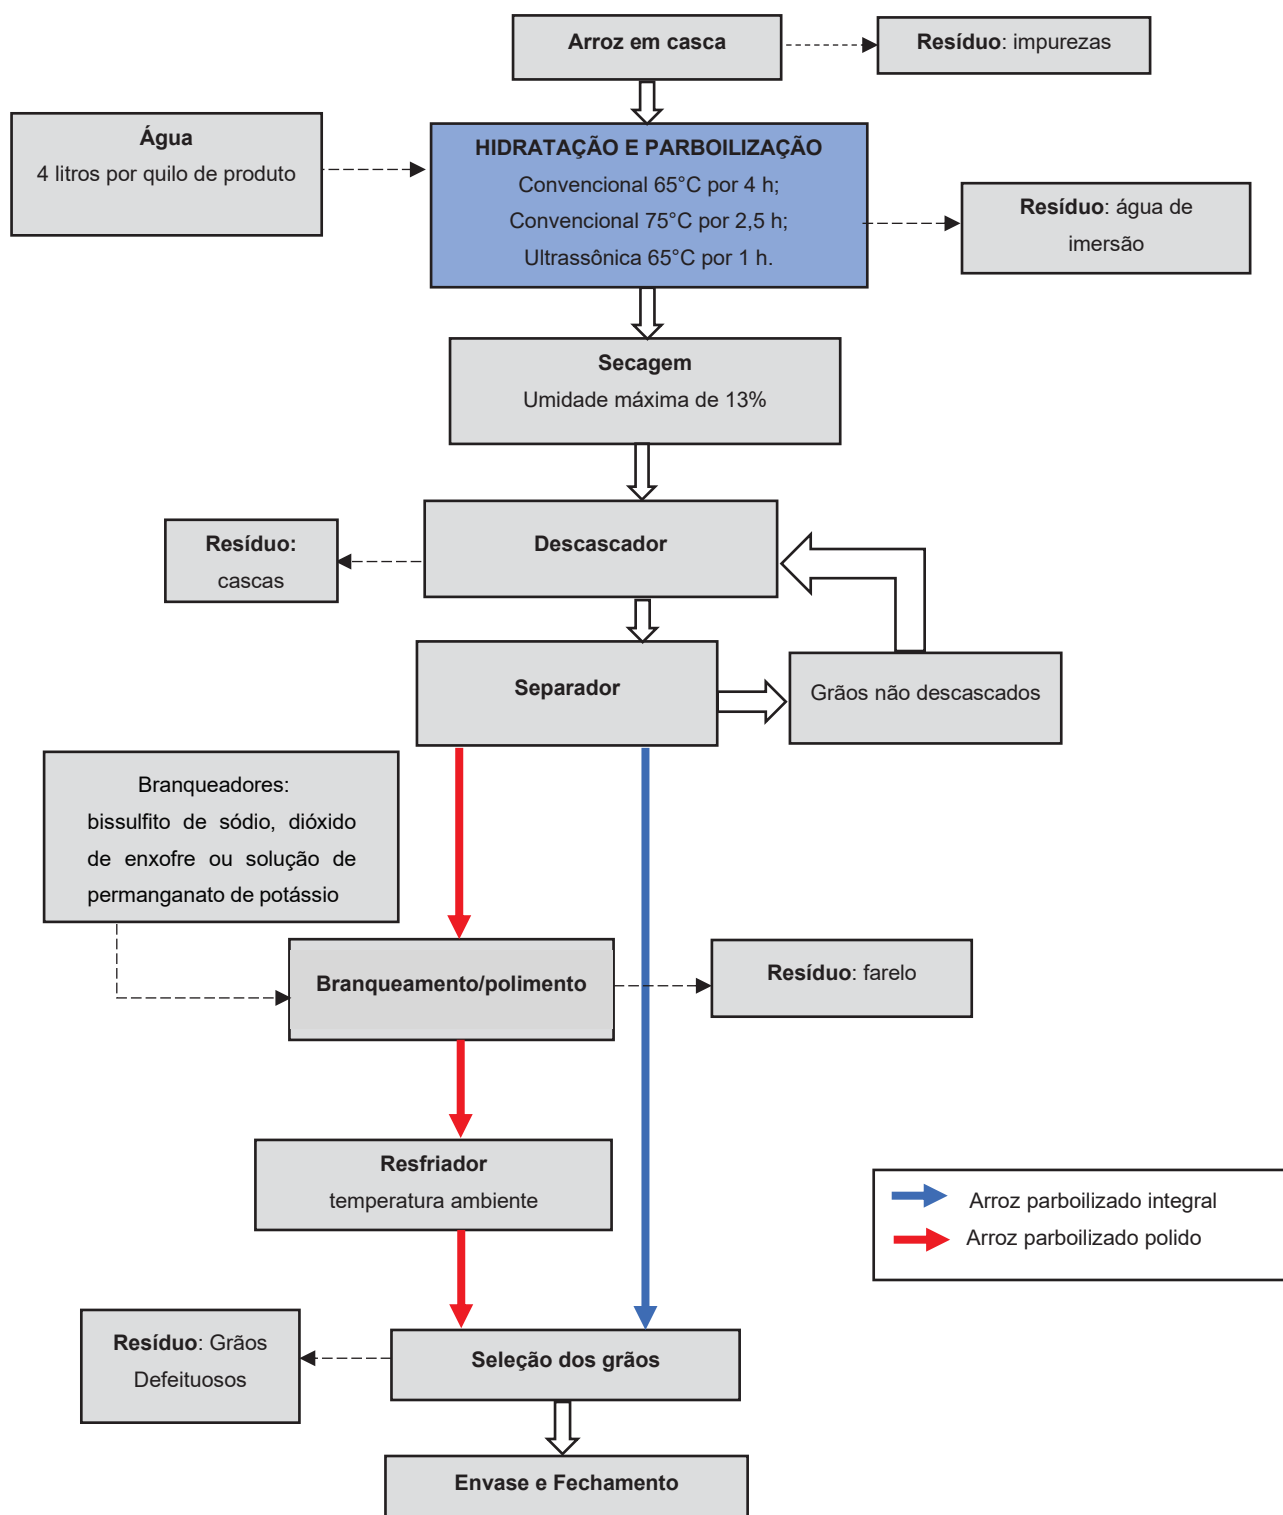 Arroz em casca
Resíduo: impurezas
Água
4 litros por quilo de produto
HIDRATAÇÃO E PARBOILIZAÇÃO
Convencional 65°C por 4 h;
Convencional 75°C por 2,5 h;
Ultrassônica 65°C por 1 h.
Resíduo: água de
imersão
Secagem
Umidade máxima de 13%
Resíduo:
cascas
Descascador
Separador
Grãos não descascados
Branqueadores:
bissulfito de sódio, dióxido
de enxofre ou solução de
permanganato de potássio
Branqueamento/polimento
Resíduo: farelo
Resfriador
temperatura ambiente
Arroz parboilizado integral
Arroz parboilizado polido
Resíduo: Grãos
Defeituosos
Seleção dos grãos
Envase e Fechamento